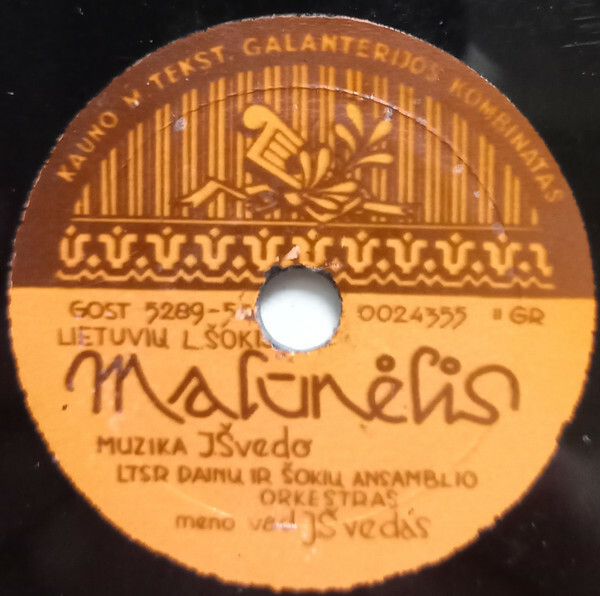 KAUNO M TEKST. GALANTERIJOS KOMBINATAS
GOST 5289-5 0024355 II GR
LIETUVIŲ L. ŠOKIS
Malūnėlis
MUZIKA J Švedo
LTSR DAINŲ IR ŠOKIŲ ANSAMBLIO
ORKESTRAS
meno vad JŠvedas